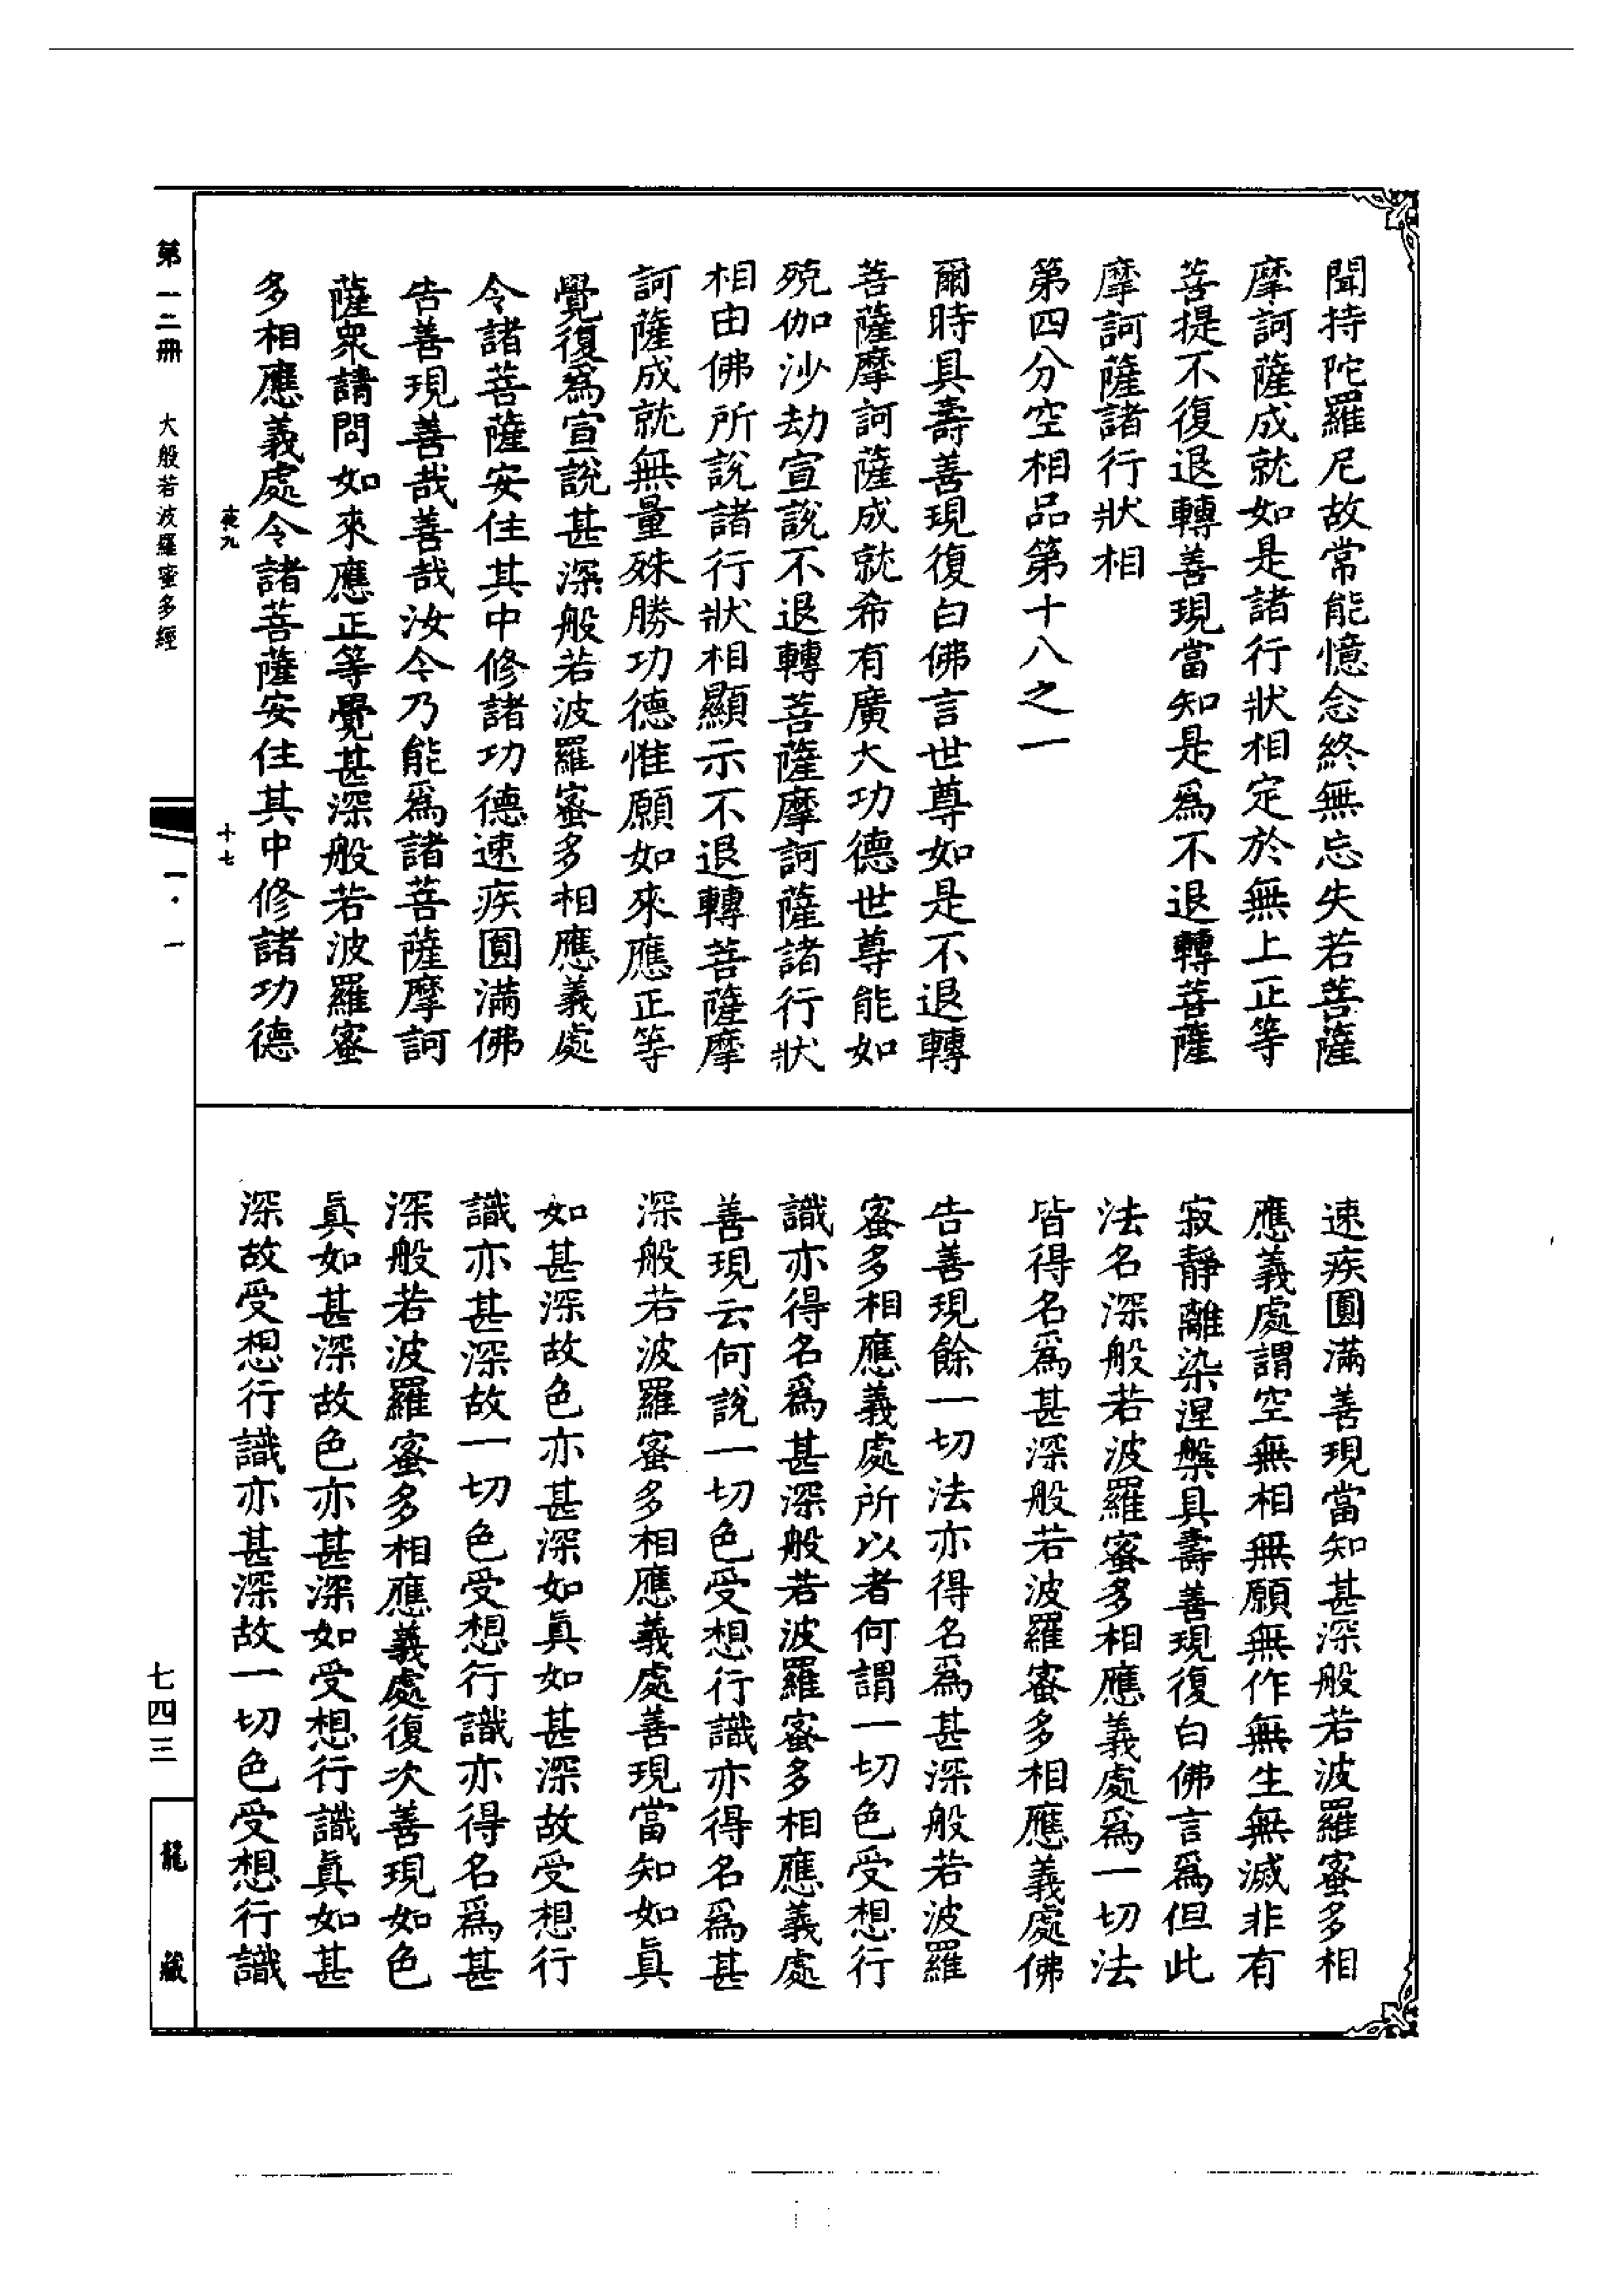 聞持陀羅尼故常能憶念終無忘失若菩薩
摩訶薩成就如是諸行狀相定於無上正等
菩提不復退轉善現當知是爲不退轉菩薩
摩訶薩諸行狀相
第四分空相品第十八之一
爾時具壽善現復白佛言世尊如是不退轉
菩薩摩訶薩成就希有廣大功德世尊能如
殑伽沙劫宣說不退轉菩薩摩訶薩諸行狀
相由佛所說諸行狀相顯示不退轉菩薩摩
訶薩成就無量殊勝功德惟願如來應正等
覺復爲宣說甚深般若波羅蜜多相應義處
令諸菩薩安住其中修諸功德速疾圓滿佛
告善現善哉善哉汝今乃能爲諸菩薩摩訶
薩衆請問如來應正等覺甚深般若波羅蜜
多相應義處令諸菩薩安住其中修諸功德
速疾圓滿善現當知甚深般若波羅蜜多相
應義處謂空無相無願無作無生無滅非有
寂靜離染涅槃具壽善現復白佛言爲但此
法名深般若波羅蜜多相應義處爲一切法
皆得名爲甚深般若波羅蜜多相應義處佛
告善現餘一切法亦得名爲甚深般若波羅
蜜多相應義處所以者何謂一切色受想行
識亦得名爲甚深般若波羅蜜多相應義處
善現云何說一切色受想行識亦得名爲甚
深般若波羅蜜多相應義處善現當知如真
如甚深故色亦甚深如真如甚深故受想行
識亦甚深故一切色受想行識亦得名爲甚
深般若波羅蜜多相應義處復次善現如色
真如甚深故色亦甚深如受想行識真如甚
深故受想行識亦甚深故一切色受想行識
夜九
十七
第一二册 大般若波羅蜜多經
一·一
七四三
龍藏